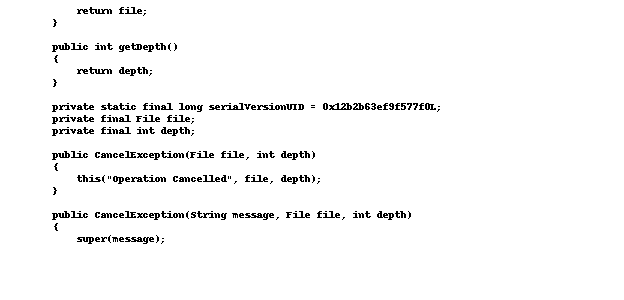 return file;
}
public int getDepth()
{
return depth;
}
private static final long serialVersionUID = 0x12b2b63ef9f577f0L;
private final File file;
private final int depth;
public CancelException(File file, int depth)
{
this("Operation Cancelled", file, depth);
}
public CancelException(String message, File file, int depth)
{
super(message);